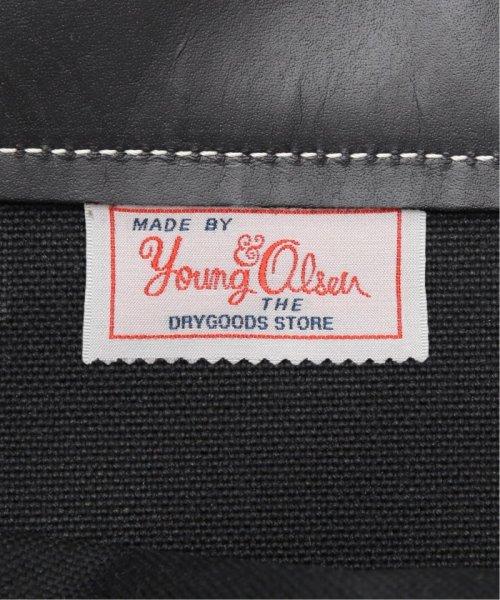 MADE BY
Young & Olsen
THE
DRYGOODS STORE